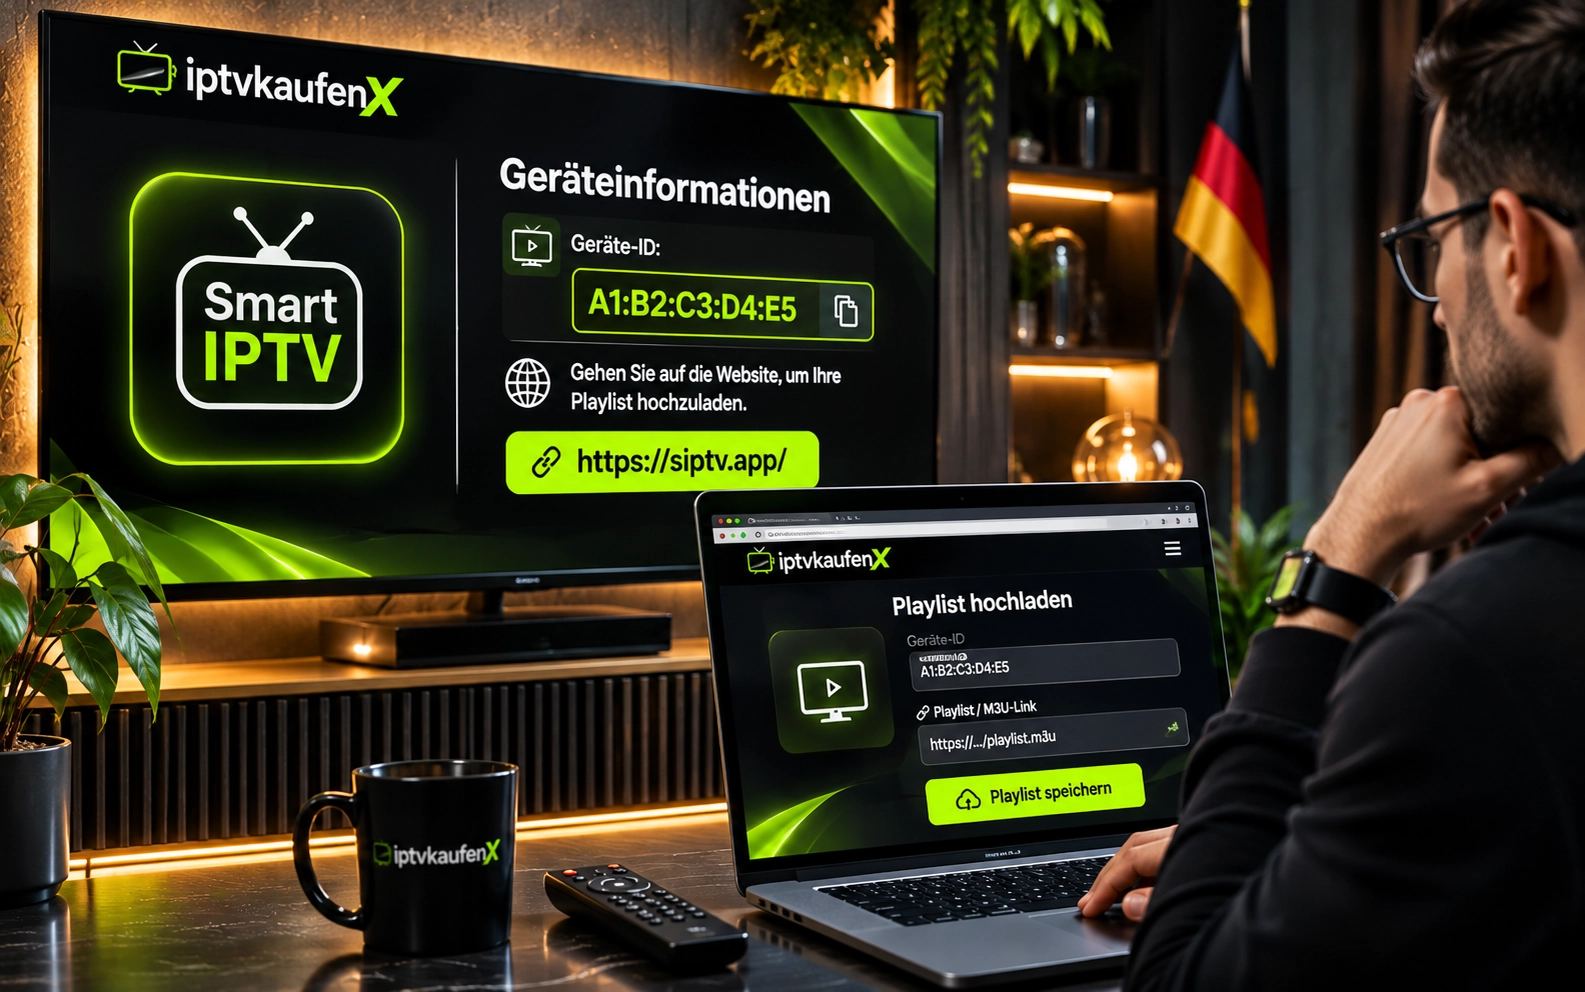 iptvkaufenX
Smart
IPTV
Geräteinformationen
Geräte-ID:
A1:B2:C3:D4:E5
Gehen Sie auf die Website, um Ihre
Playlist hochzuladen.
https://siptv.app/
iptvkaufenX
Playlist hochladen
Geräte-ID
A1:B2:C3:D4:E5
Playlist / M3U-Link
https://.../playlist.m3u
Playlist speichern
iptvkaufenX